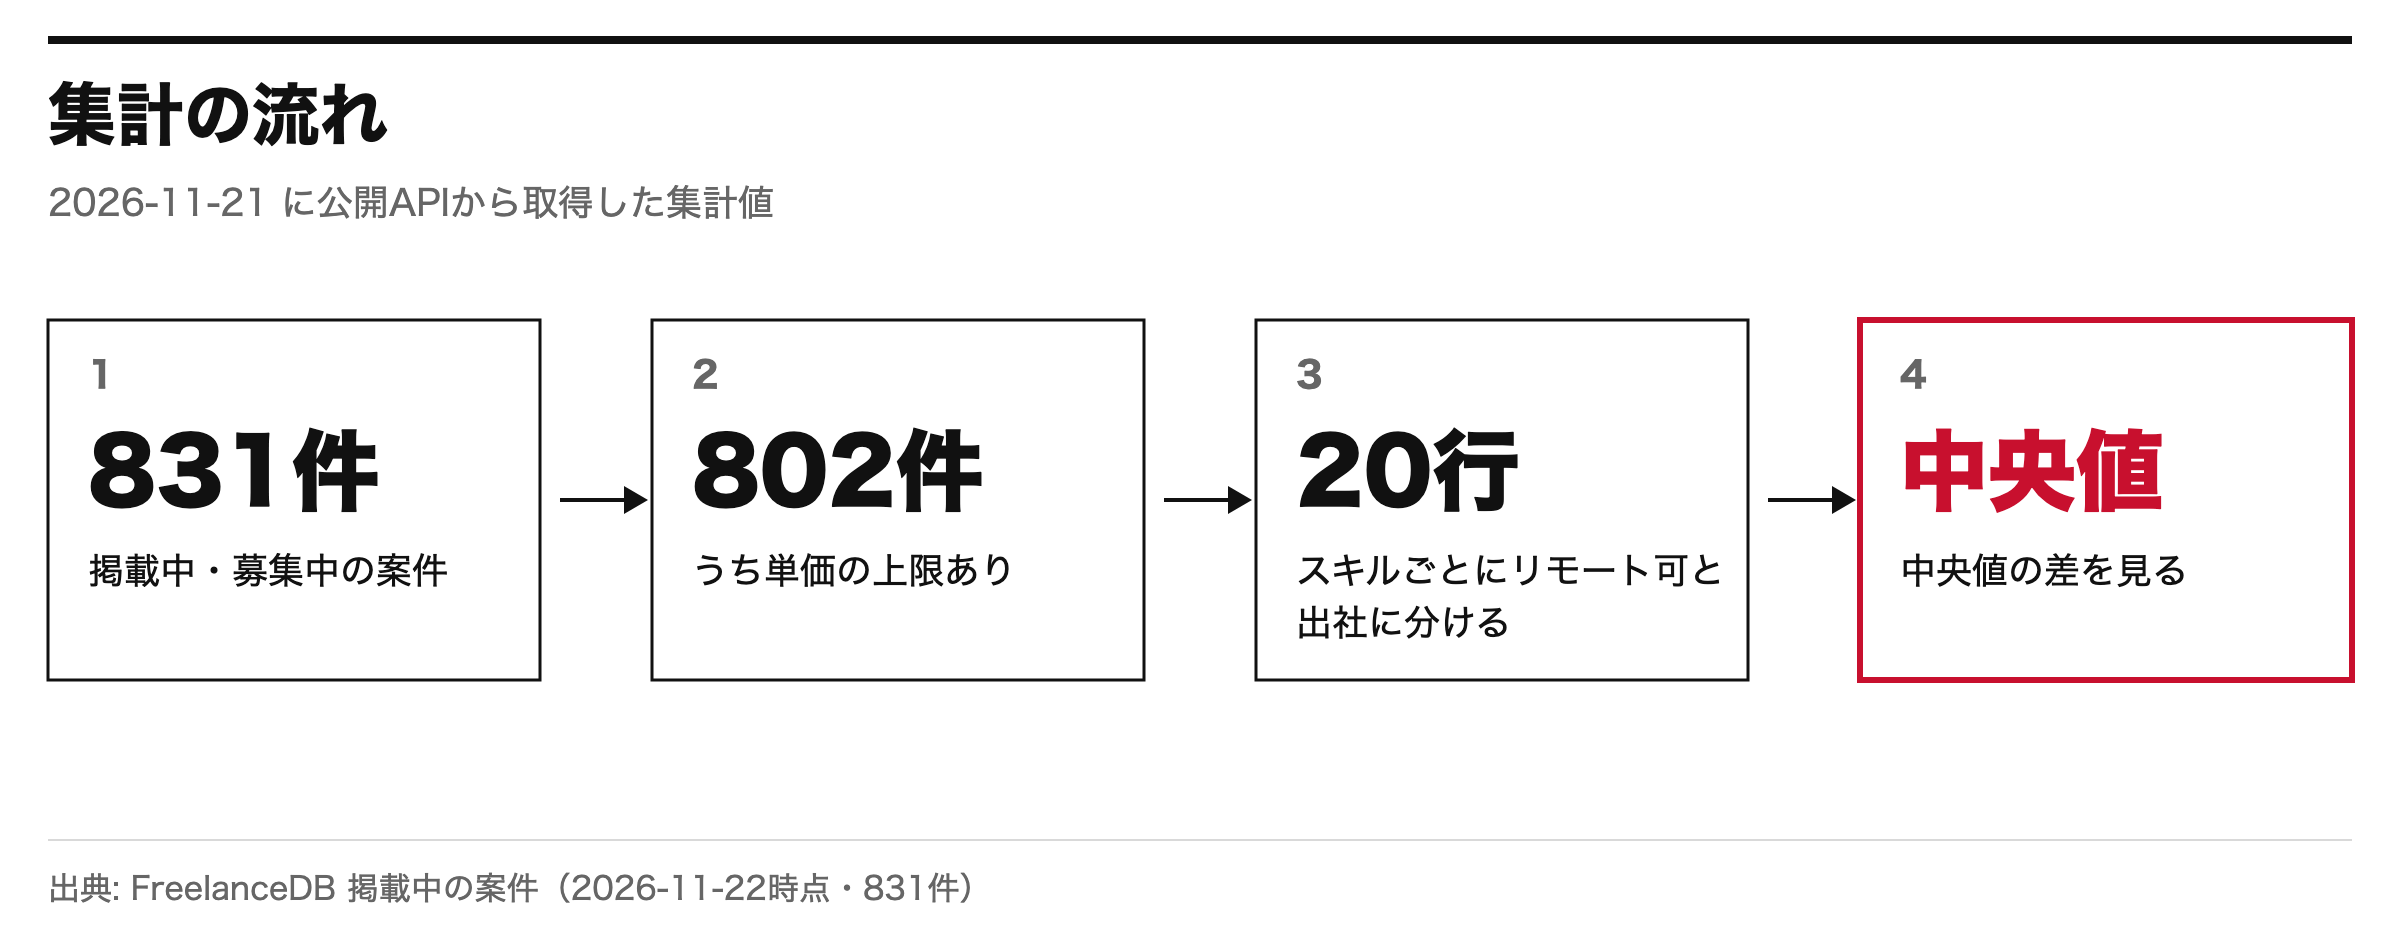 集計の流れ
2026-11-21 に公開APIから取得した集計値
1
831件
掲載中・募集中の案件
2
802件
うち単価の上限あり
3
20行
スキルごとにリモート可と
出社に分ける
4
中央値
中央値の差を見る
出典: FreelanceDB 掲載中の案件（2026-11-22時点・831件）